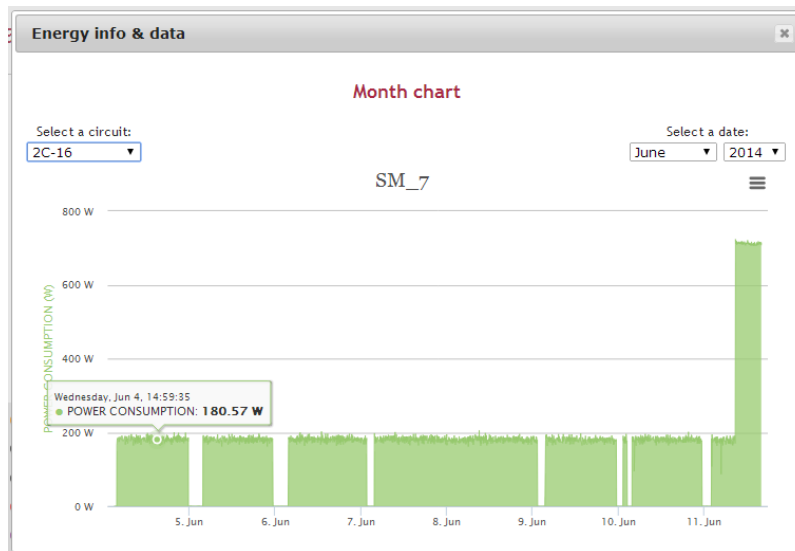 Energy info & data
Month chart
Select a circuit:
Select a date:
2C-16
June
2014
SM_7
800 W
600 W
400 W
200 W
0 W
POWER CONSUMPTION (W)
Wednesday, Jun 4, 14:59:35
POWER CONSUMPTION: 180.57 W
5. Jun
6. Jun
7. Jun
8. Jun
9. Jun
10. Jun
11. Jun